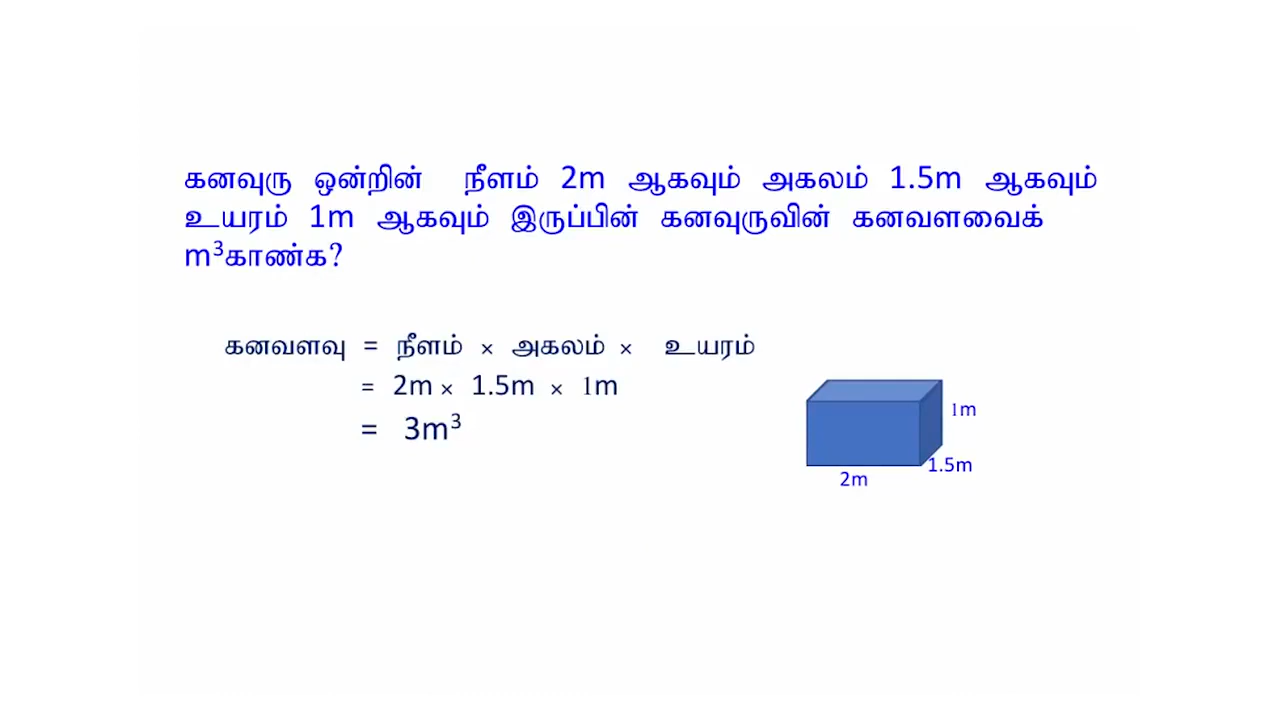 கனவுரு ஒன்றின் நீளம் 2m ஆகவும் அகலம் 1.5m ஆகவும்
உயரம் 1m ஆகவும் இருப்பின் கனவுருவின் கனவளவைக்
m³காண்க?
கனவளவு = நீளம் × அகலம் × உயரம்
= 2m × 1.5m × 1m
= 3m³
1m
1.5m
2m